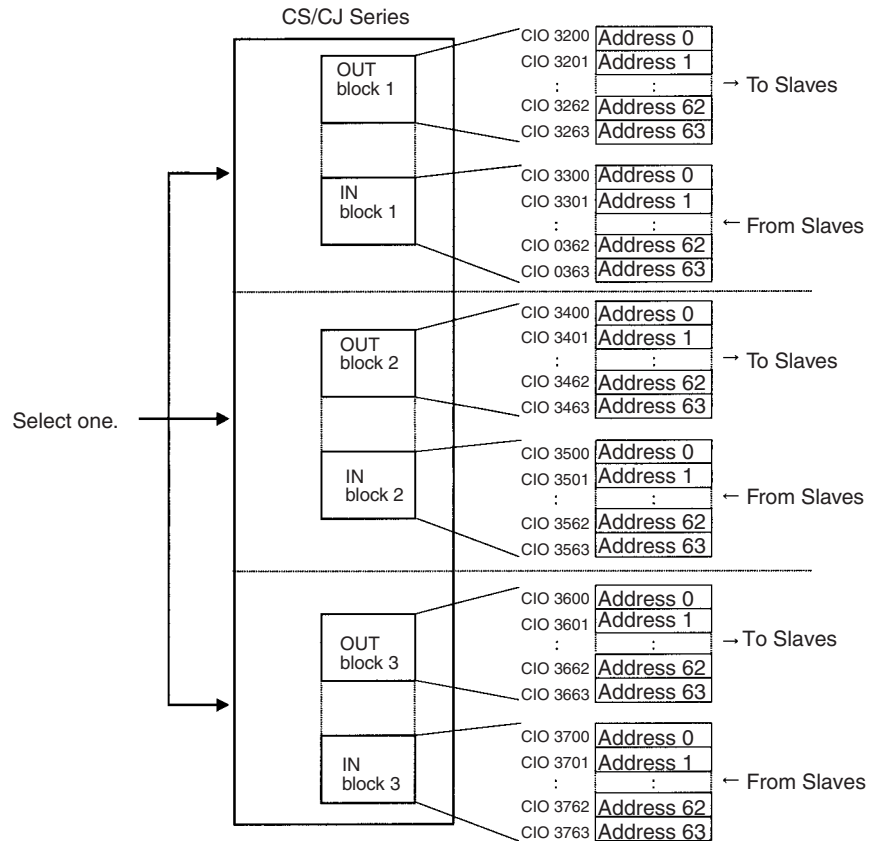 CS/CJ Series
OUT
block 1
CIO 3200 Address 0
CIO 3201 Address 1
: :
CIO 3262 Address 62
CIO 3263 Address 63
→ To Slaves
IN
block 1
CIO 3300 Address 0
CIO 3301 Address 1
: :
CIO 0362 Address 62
CIO 0363 Address 63
← From Slaves
Select one.
OUT
block 2
CIO 3400 Address 0
CIO 3401 Address 1
: :
CIO 3462 Address 62
CIO 3463 Address 63
→ To Slaves
IN
block 2
CIO 3500 Address 0
CIO 3501 Address 1
: :
CIO 3562 Address 62
CIO 3563 Address 63
← From Slaves
OUT
block 3
CIO 3600 Address 0
CIO 3601 Address 1
: :
CIO 3662 Address 62
CIO 3663 Address 63
→ To Slaves
IN
block 3
CIO 3700 Address 0
CIO 3701 Address 1
: :
CIO 3762 Address 62
CIO 3763 Address 63
← From Slaves